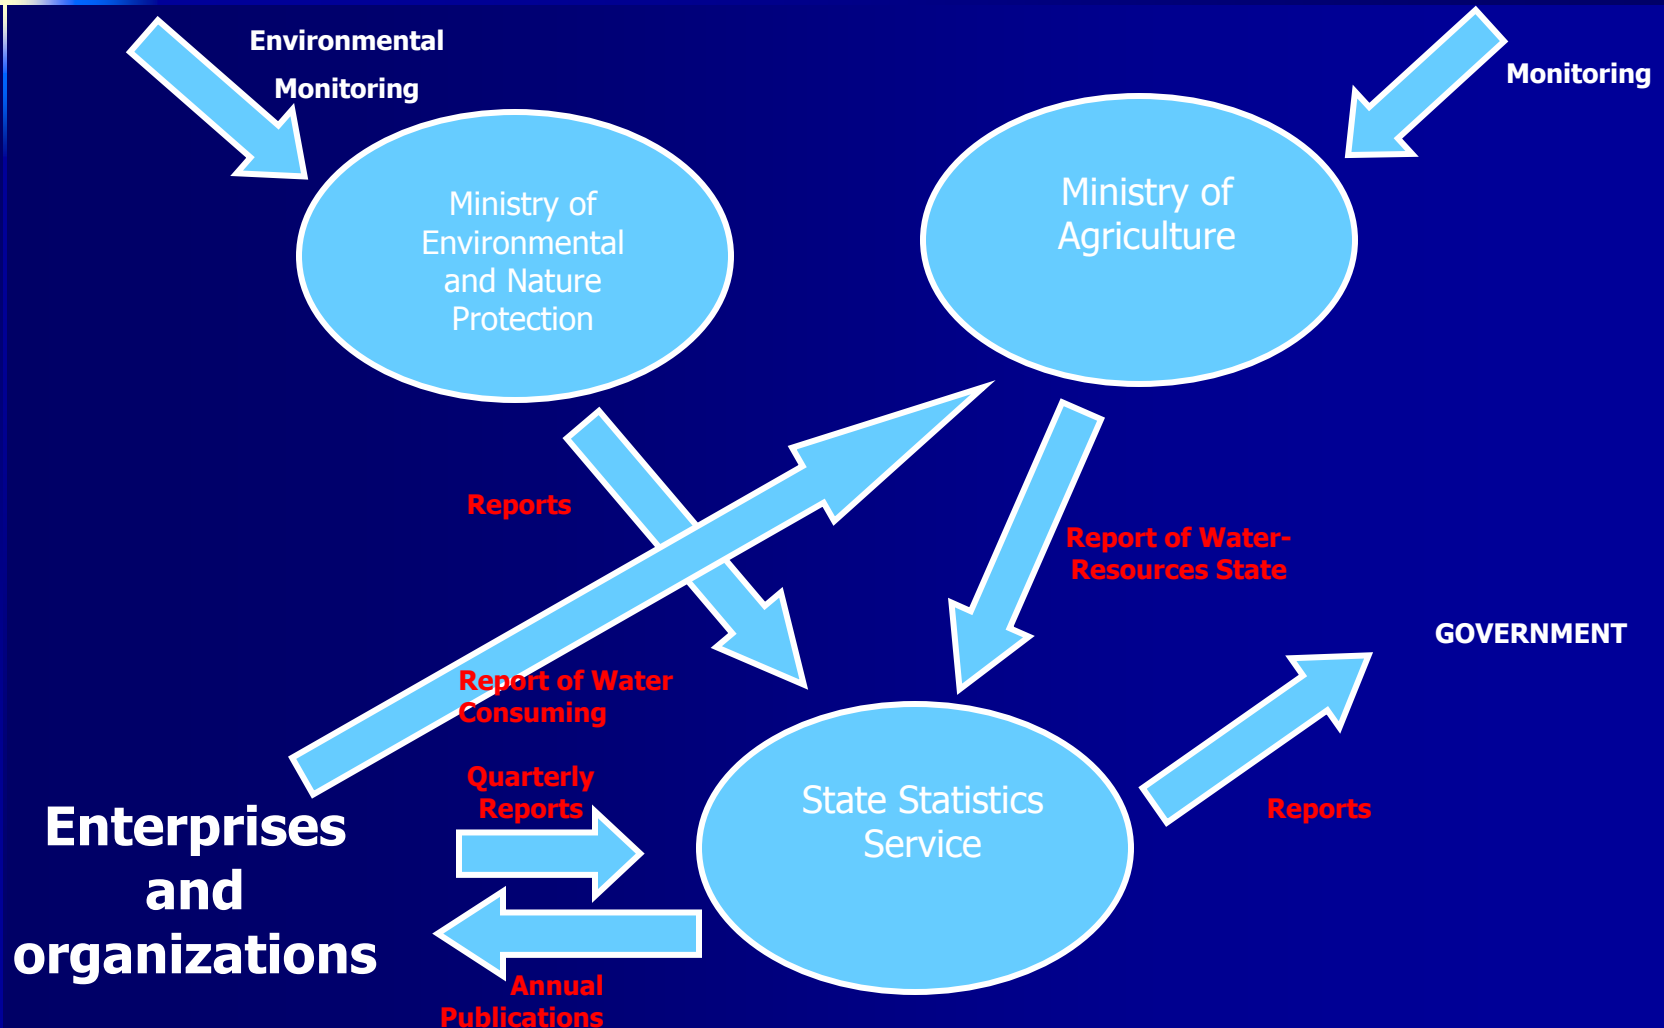 Environmental
Monitoring
Monitoring
Ministry of
Environmental
and Nature
Protection
Ministry of
Agriculture
Reports
Report of Water-
Resources State
GOVERNMENT
Report of Water
Consuming
Quarterly
Reports
State Statistics
Service
Reports
Enterprises
and
organizations
Annual
Publications